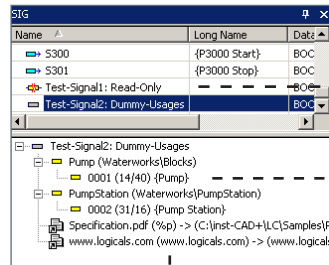 SIG
Name Long Name Data
S300 {P3000 Start} BOC
S301 {P3000 Stop} BOC
Test-Signal1: Read-Only BOC
Test-Signal2: Dummy-Usages BOC
Test-Signal2: Dummy-Usages
Pump (Waterworks\Blocks)
0001 (14/40) {Pump}
PumpStation (Waterworks\PumpStation)
0002 (31/16) {Pump Station}
Specification.pdf (%p) -> (C:\inst-CAD+\LC\Samples\P
www.logicals.com (www.logicals.com) -> (www.logicals